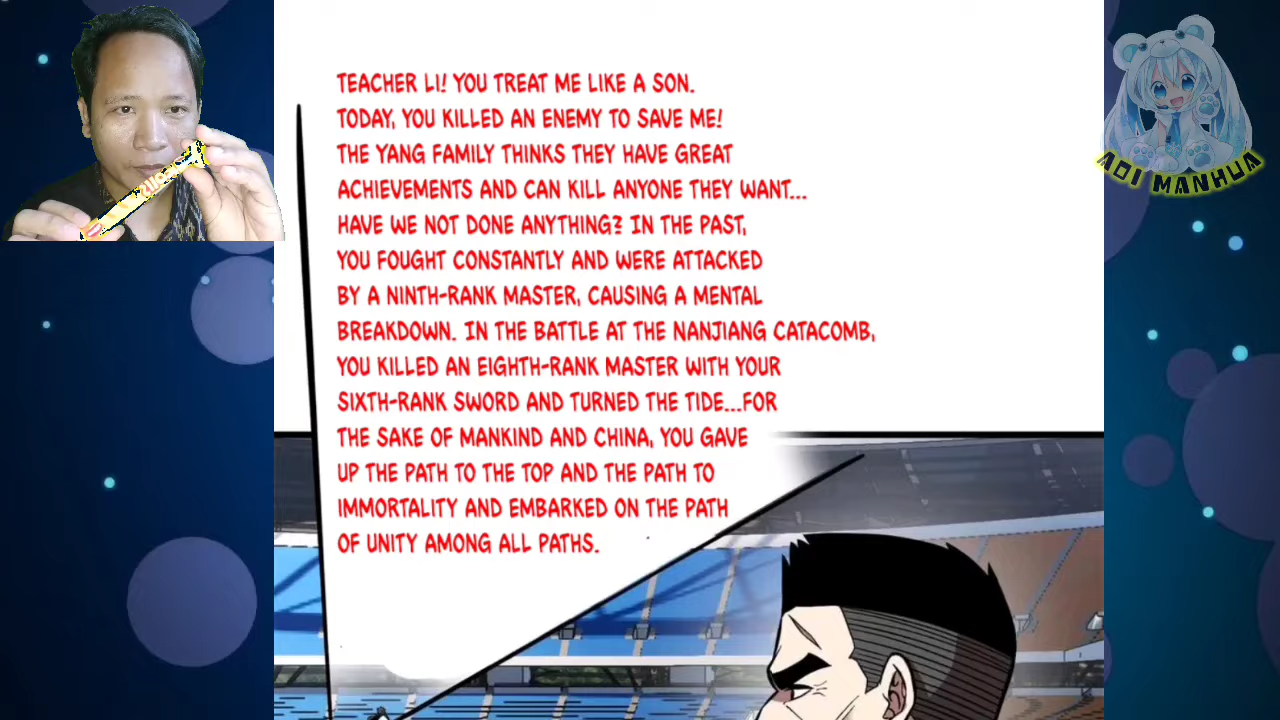 TEACHER LI! YOU TREAT ME LIKE A SON.
TODAY, YOU KILLED AN ENEMY TO SAVE ME!
THE YANG FAMILY THINKS THEY HAVE GREAT
ACHIEVEMENTS AND CAN KILL ANYONE THEY WANT...
HAVE WE NOT DONE ANYTHING? IN THE PAST,
YOU FOUGHT CONSTANTLY AND WERE ATTACKED
BY A NINTH-RANK MASTER, CAUSING A MENTAL
BREAKDOWN. IN THE BATTLE AT THE NANJIANG CATACOMB,
YOU KILLED AN EIGHTH-RANK MASTER WITH YOUR
SIXTH-RANK SWORD AND TURNED THE TIDE...FOR
THE SAKE OF MANKIND AND CHINA, YOU GAVE
UP THE PATH TO THE TOP AND THE PATH TO
IMMORTALITY AND EMBARKED ON THE PATH
OF UNITY AMONG ALL PATHS.
AOI MANHUA